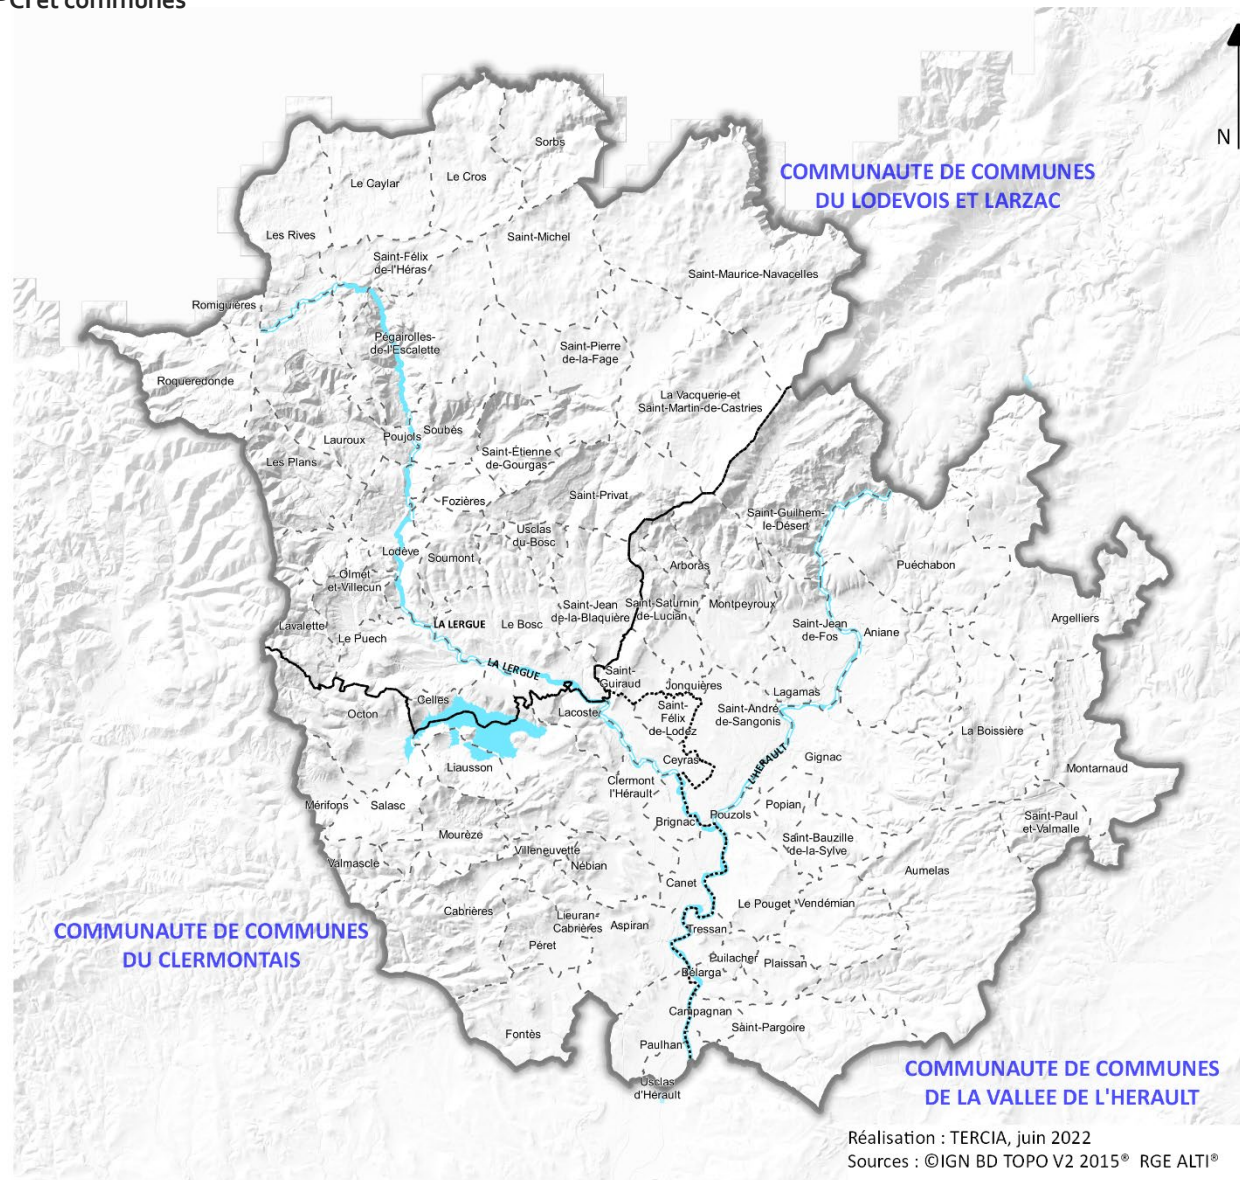 CI et communes
N
Sorbs
Le Cros
Le Caylar
COMMUNAUTE DE COMMUNES
DU LODEVOIS ET LARZAC
Les Rives
Saint-Michel
Saint-Félix
de-l'Héras
Saint-Maurice-Navacelles
Romiguières
Pégairolles-
de-l'Escalette
Saint-Pierre
de-la-Fage
Roqueredonde
La Vacquerie-et
Saint-Martin-de-Castries
Lauroux
Poujols
Soubès
Les Plans
Saint-Étienne
de-Gourgas
Fozières
Saint-Privat
Saint-Guilhem-
le-Désert
Usclas
du-Bosc
Lodève
Soumont
Arboras
Puéchabon
Olmet
et-Villecun
Saint-Jean
de-la-Blaquière
Saint-Saturnin
de-Lucian
Montpeyroux
Lavalette
Le Puech
LA LERGUE
Le Bosc
Saint-Jean
de-Fos
Aniane
Argelliers
LA LERGUE
Saint-
Guiraud
Jonquières
Lagamas
Celles
Octon
Lacoste
Saint-
Félix
de-Lodez
Saint-André
de-Sangonis
La Boissière
Liausson
Ceyras
L'HERAULT
Gignac
Montarnaud
Clermont
l'Hérault
Mérifons
Salasc
Brignac
Pouzols
Popian
Saint-Paul
et-Valmalle
Mourèze
Saint-Bauzille
de-la-Sylve
Villeneuvette
Valmascle
Nébian
Aumelas
Canet
Cabrières
Le Pouget
Vendémian
Lieuran-
Cabrières
Aspiran
Tressan
COMMUNAUTE DE COMMUNES
DU CLERMONTAIS
Péret
Puilacher
Plaissan
Bélarga
Campagnan
Saint-Pargoire
Fontès
Paulhan
COMMUNAUTE DE COMMUNES
DE LA VALLEE DE L'HERAULT
Usclas
d'Hérault
Réalisation : TERCIA, juin 2022
Sources : ©IGN BD TOPO V2 2015® RGE ALTI®